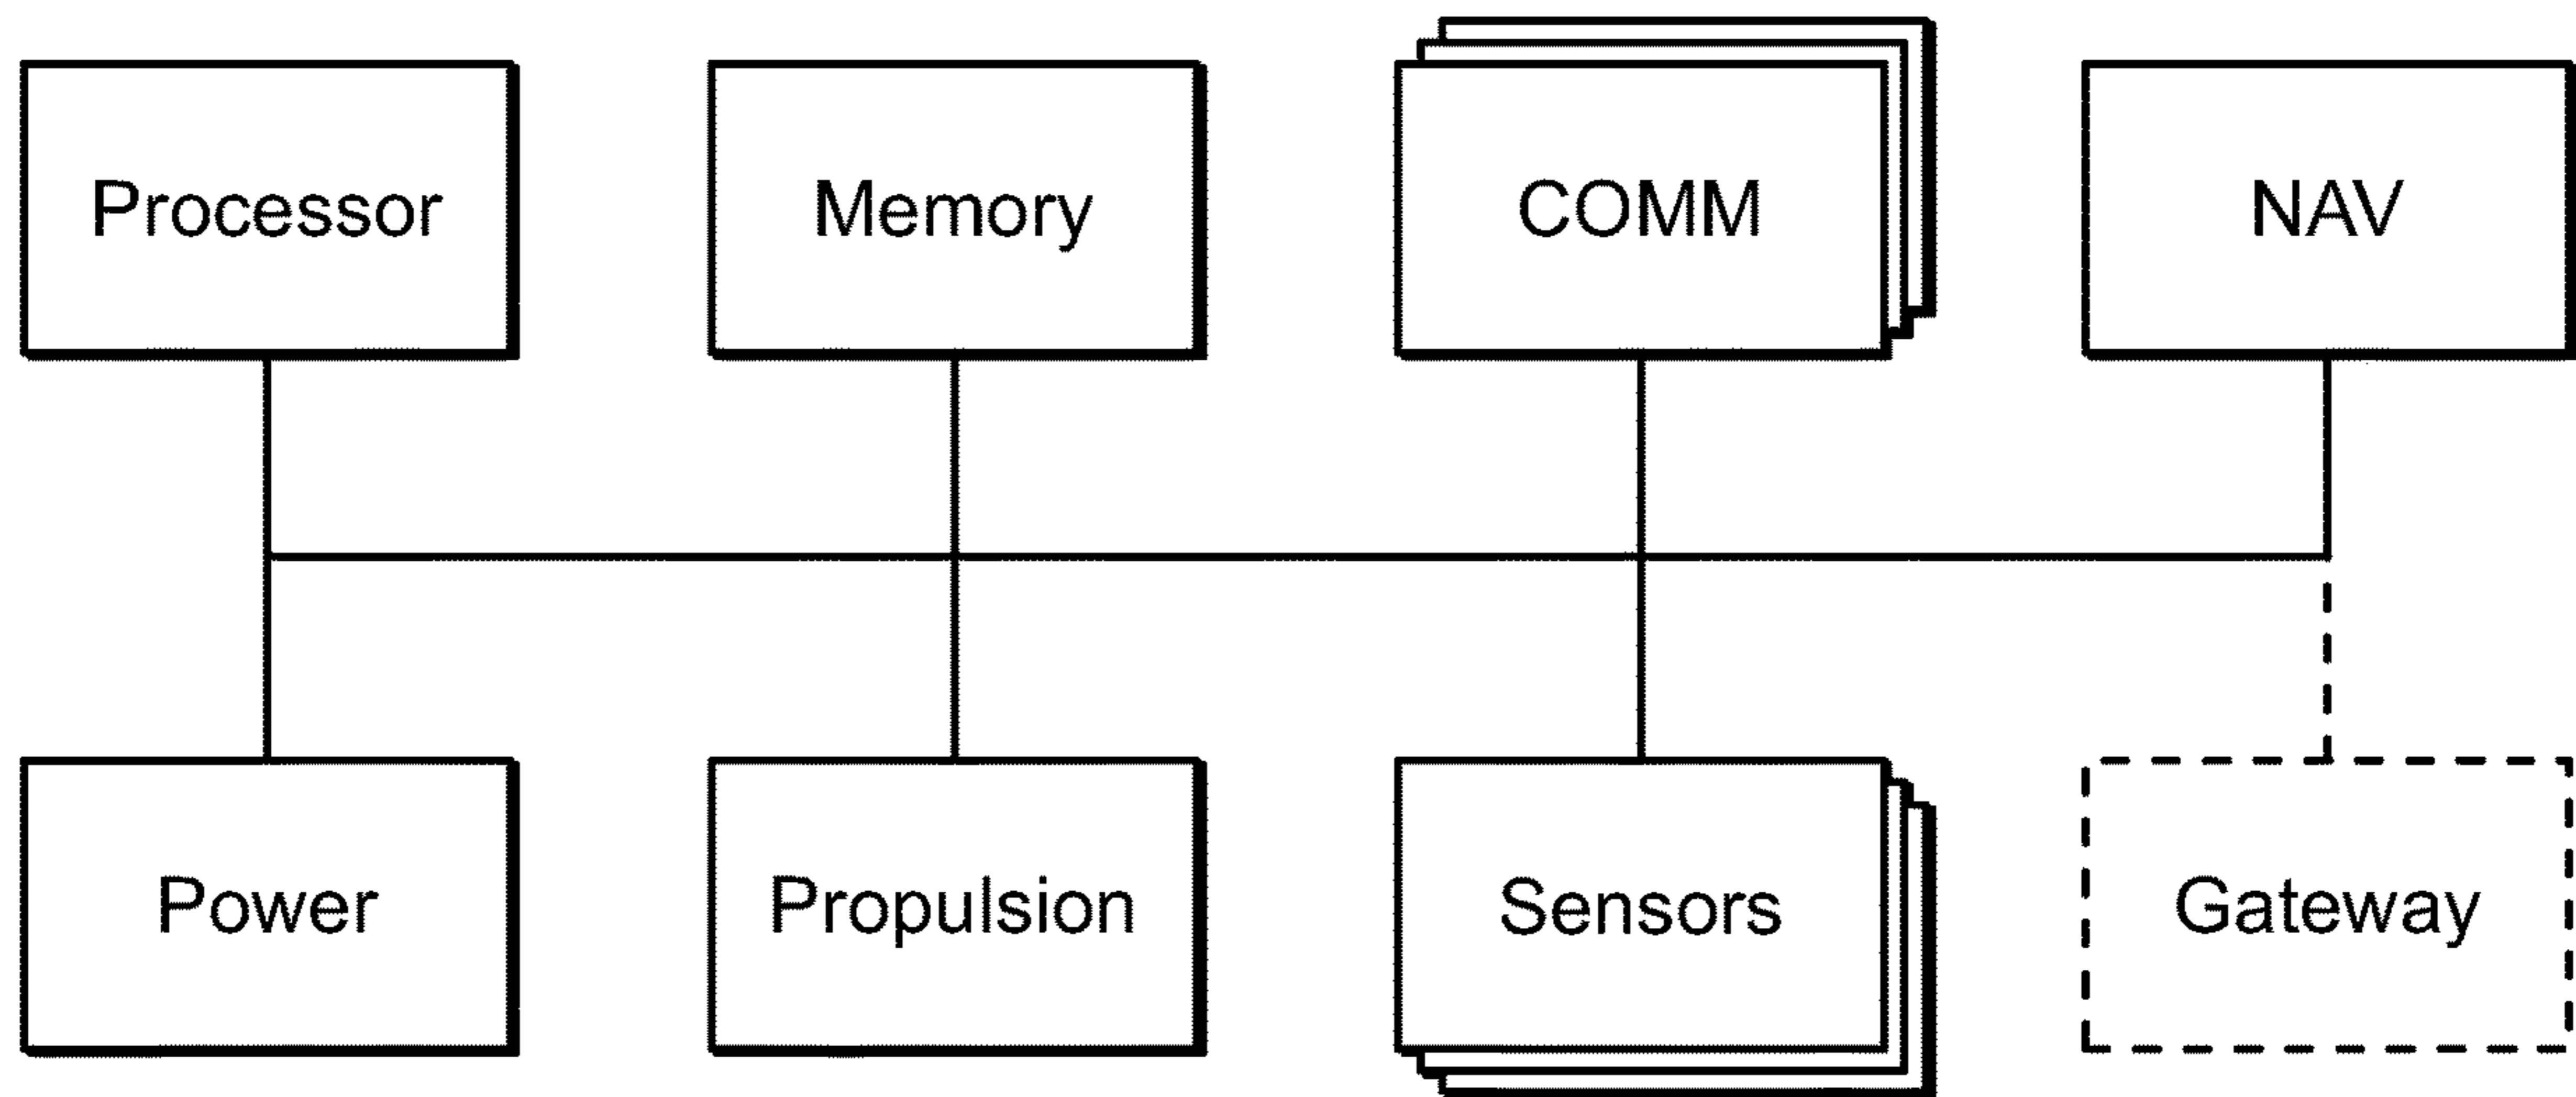 Processor
Memory
COMM
NAV
Power
Propulsion
Sensors
Gateway